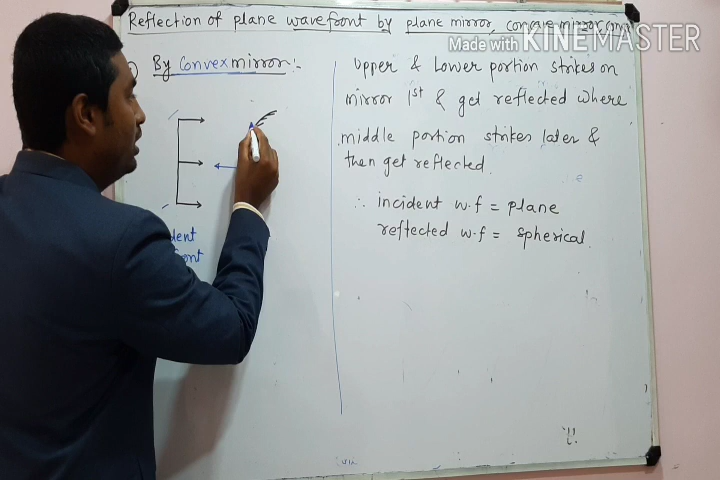 Reflection of plane wavefront by plane mirror, concave mirror
Made with KINEMASTER
By Convex mirror:-
Upper & Lower portion strikes on
mirror 1st & get reflected where
middle portion strikes later &
then get reflected.
∴ incident w.f = plane
reflected w.f = spherical.